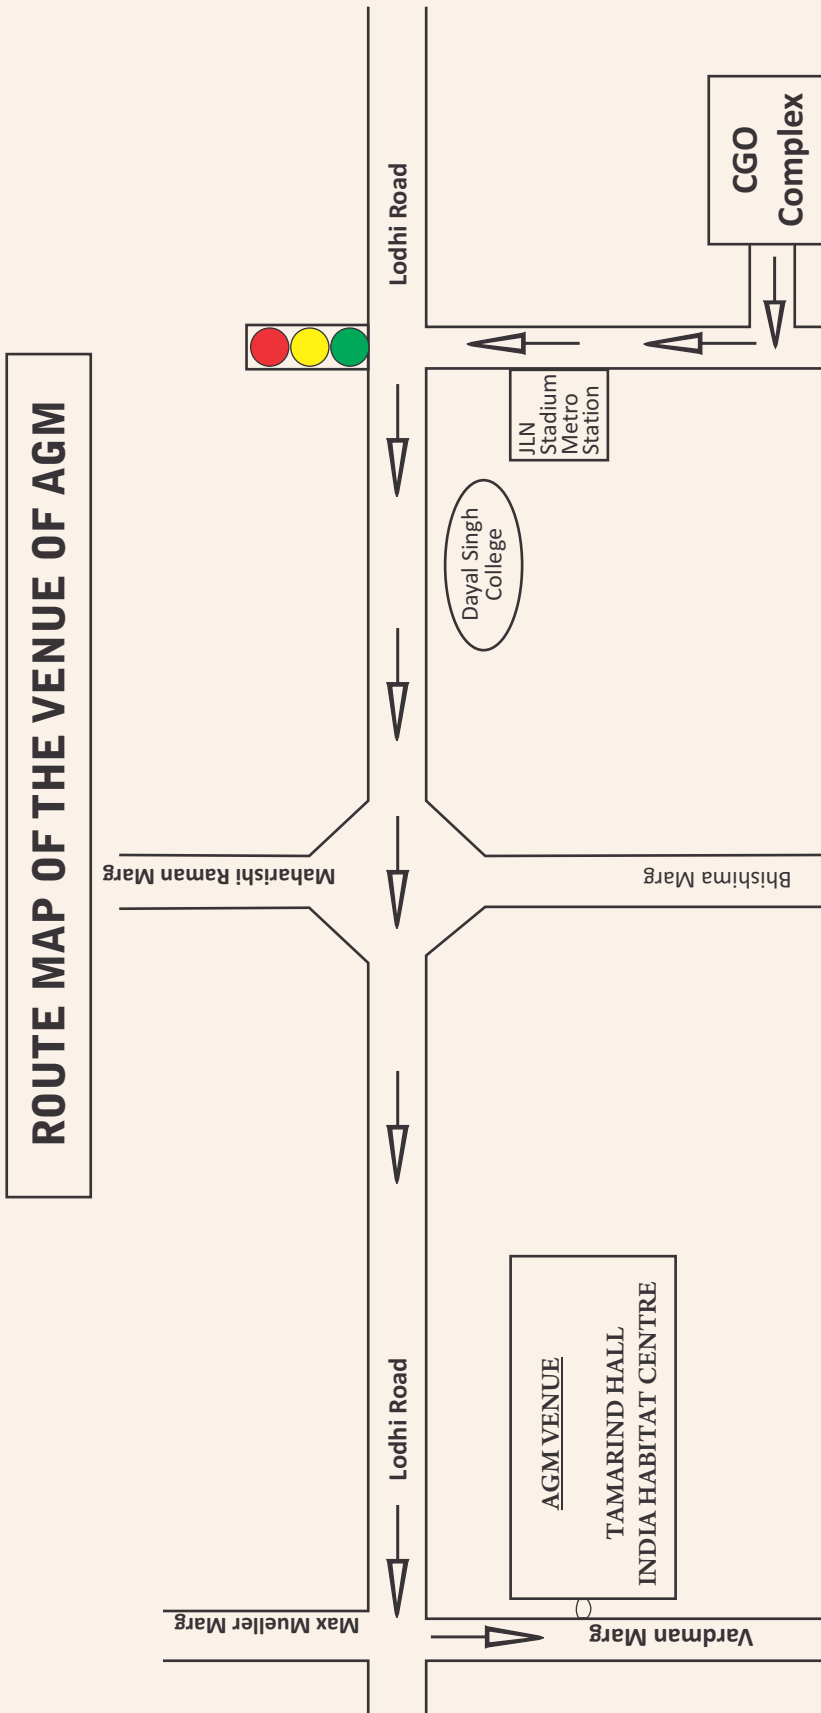 ROUTE MAP OF THE VENUE OF AGM
Max Mueller Marg
Maharishi Raman Marg
Lodhi Road
Lodhi Road
Dayal Singh
College
JLN
Stadium
Metro
Station
AGM VENUE
TAMARIND HALL
INDIA HABITAT CENTRE
Vardman Marg
Bhishima Marg
CGO
Complex